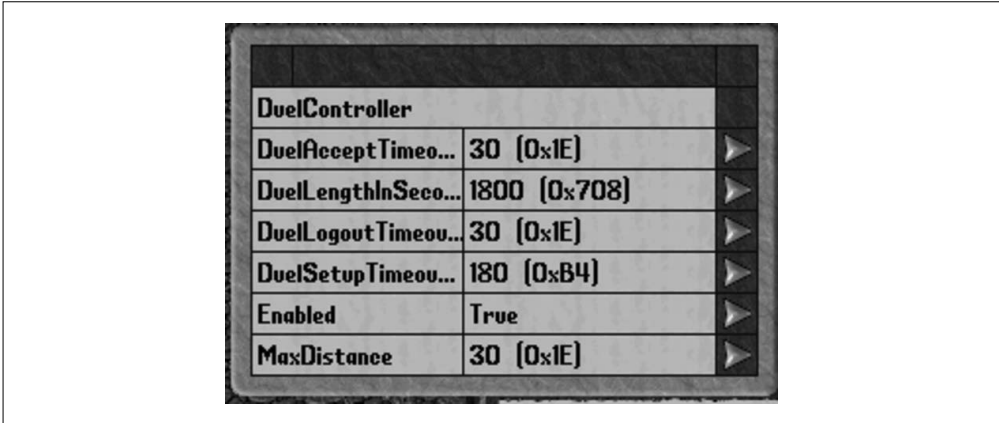 DuelController
DuelAcceptTimeo... 30 (0x1E)
DuelLengthInSeco... 1800 (0x708)
DuelLogoutTimeou... 30 (0x1E)
DuelSetupTimeou... 180 (0xB4)
Enabled True
MaxDistance 30 (0x1E)